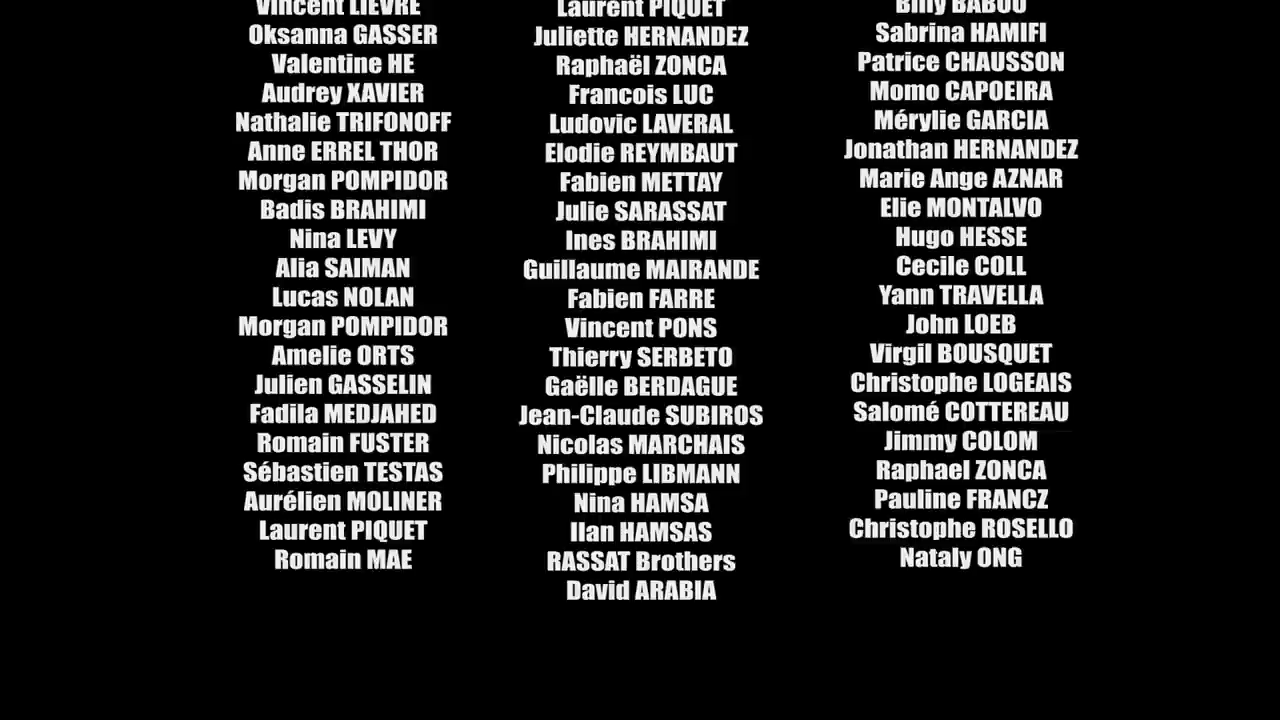 Vincent LIEVRE
Oksanna GASSER
Valentine HE
Audrey XAVIER
Nathalie TRIFONOFF
Anne ERREL THOR
Morgan POMPIDOR
Badis BRAHIMI
Nina LEVY
Alia SAIMAN
Lucas NOLAN
Morgan POMPIDOR
Amelie ORTS
Julien GASSELIN
Fadila MEDJAHED
Romain FUSTER
Sébastien TESTAS
Aurélien MOLINER
Laurent PIQUET
Romain MAE
Laurent PIQUET
Juliette HERNANDEZ
Raphaël ZONCA
Francois LUC
Ludovic LAVERAL
Elodie REYMBAUT
Fabien METTAY
Julie SARASSAT
Ines BRAHIMI
Guillaume MAIRANDE
Fabien FARRE
Vincent PONS
Thierry SERBETO
Gaëlle BERDAGUE
Jean-Claude SUBIROS
Nicolas MARCHAIS
Philippe LIBMANN
Nina HAMSA
Ilan HAMSAS
RASSAT Brothers
David ARABIA
Billy BABOU
Sabrina HAMIFI
Patrice CHAUSSON
Momo CAPOEIRA
Mérylie GARCIA
Jonathan HERNANDEZ
Marie Ange AZNAR
Elie MONTALVO
Hugo HESSE
Cecile COLL
Yann TRAVELLA
John LOEB
Virgil BOUSQUET
Christophe LOGEAIS
Salomé COTTEREAU
Jimmy COLOM
Raphael ZONCA
Pauline FRANCZ
Christophe ROSELLO
Nataly ONG